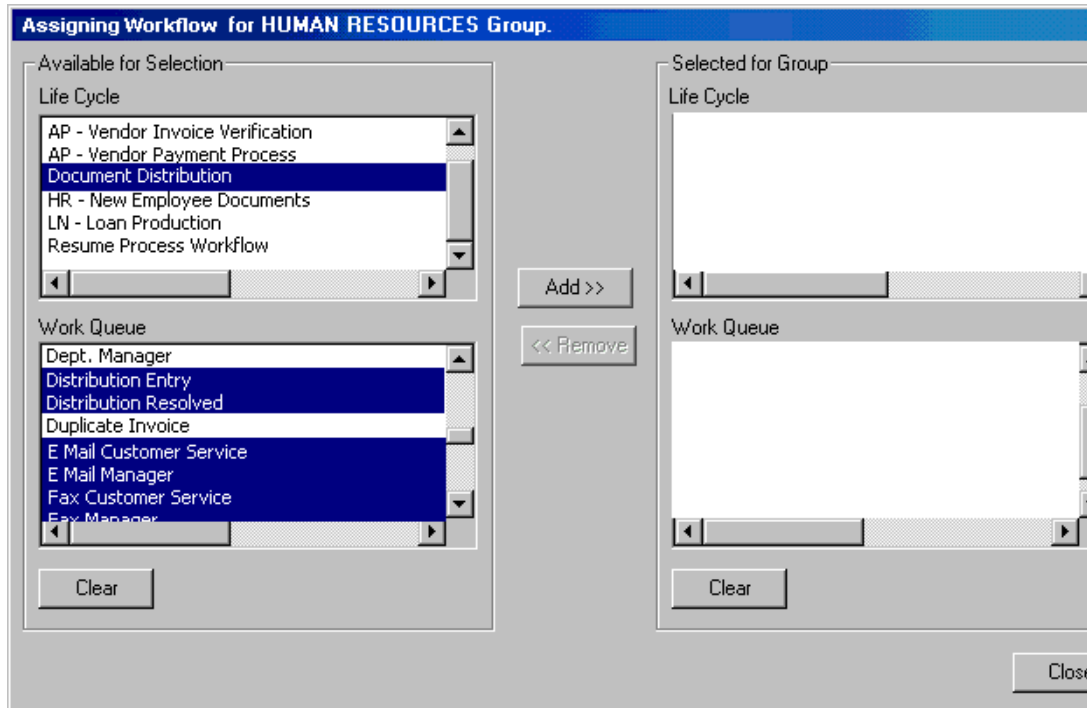 Assigning Workflow for HUMAN RESOURCES Group.
Available for Selection
Life Cycle
AP - Vendor Invoice Verification
AP - Vendor Payment Process
Document Distribution
HR - New Employee Documents
LN - Loan Production
Resume Process Workflow
Work Queue
Dept. Manager
Distribution Entry
Distribution Resolved
Duplicate Invoice
E Mail Customer Service
E Mail Manager
Fax Customer Service
Fax Manager
Clear
Add >>
<< Remove
Selected for Group
Life Cycle
Work Queue
Clear
Close